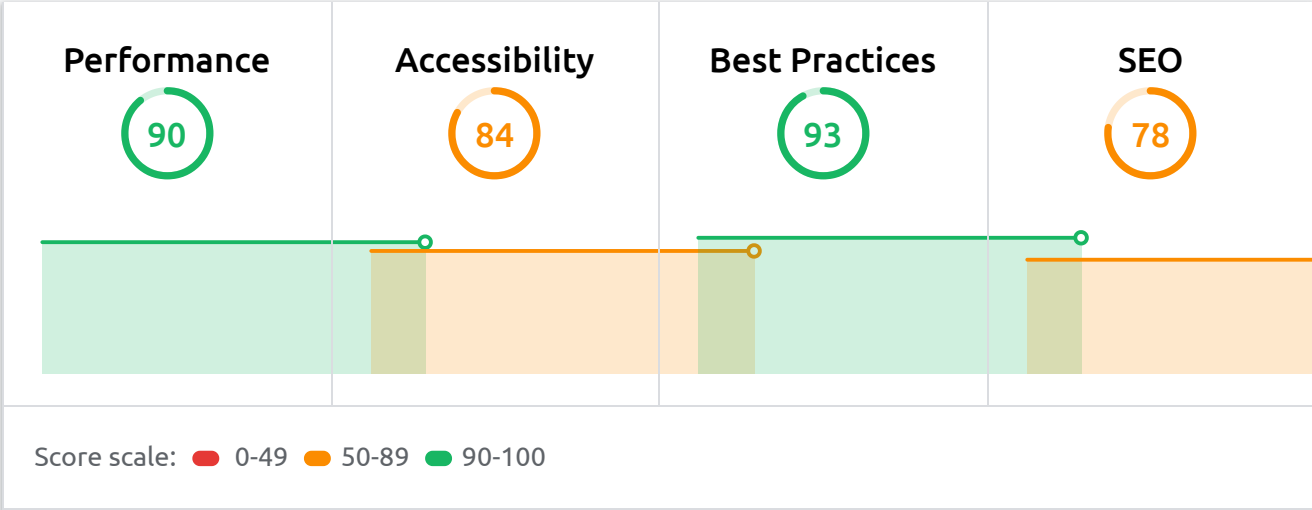 Performance
Accessibility
Best Practices
SEO
90
84
93
78
Score scale: 0-49 50-89 90-100